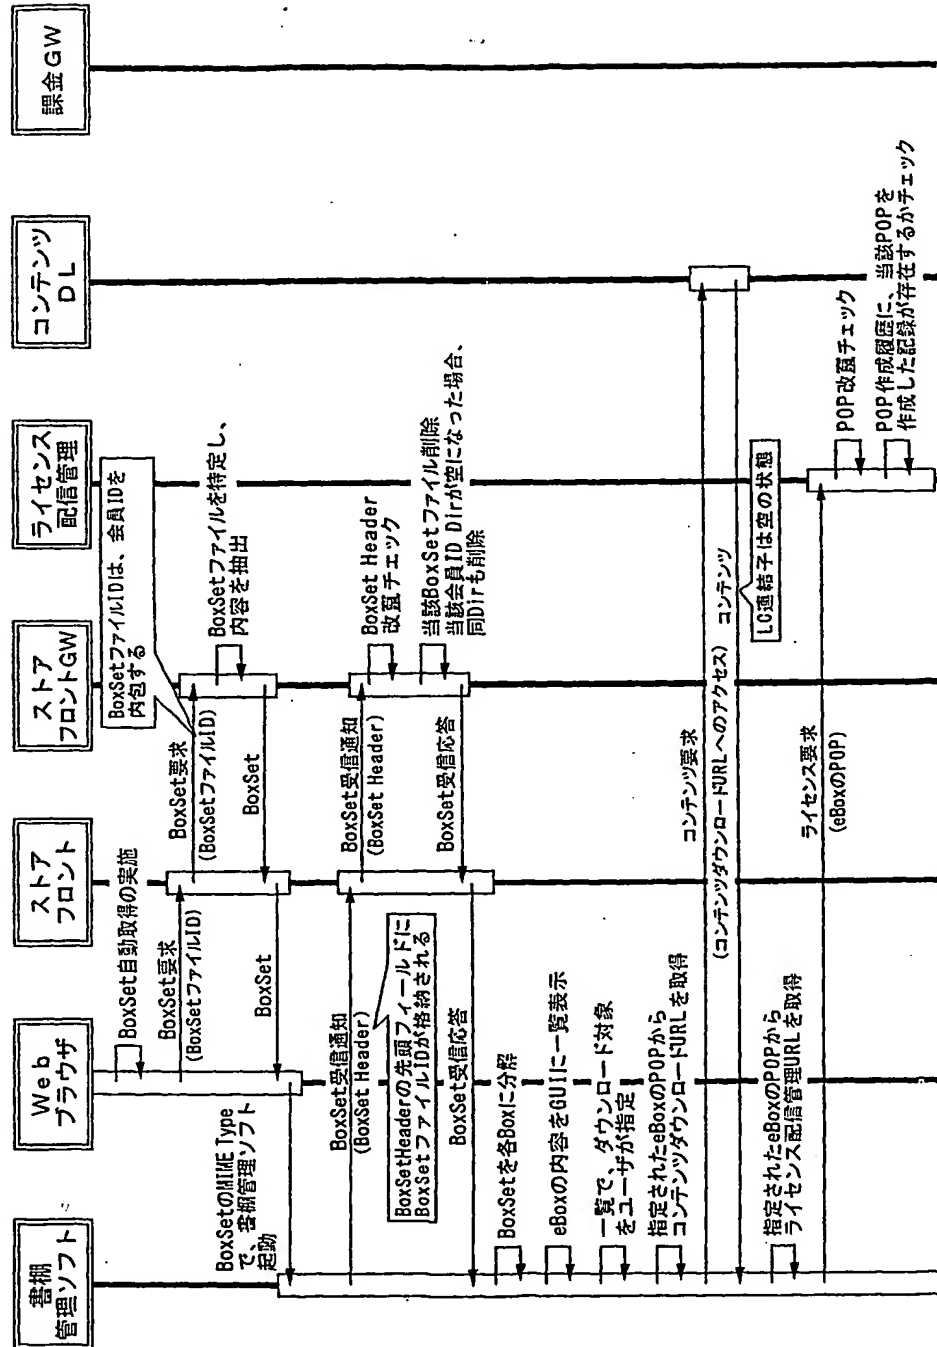 書棚
管理ソフト
Web
ブラウザ
ストア
フロント
ストア
フロントGW
ライセンス
配信管理
コンテンツ
DL
課金GW
BoxSet自動取得の実施
BoxSet要求
(BoxSetファイルID)
BoxSet要求
(BoxSetファイルID)
BoxSetファイルIDは、会員IDを
内包する
BoxSetファイルを特定し、
内容を抽出
BoxSet
BoxSet
BoxSetのMIME Type
で、書棚管理ソフト
起動
BoxSet受信通知
(BoxSet Header)
BoxSet受信通知
(BoxSet Header)
BoxSetHeaderの先頭フィールドに
BoxSetファイルIDが格納される
BoxSet Header
改竄チェック
当該BoxSetファイル削除
当該会員ID Dirが空になった場合、
同Dirも削除
BoxSet受信応答
BoxSet受信応答
BoxSetを各Boxに分解
eBoxの内容をGUIに一覧表示
一覧で、ダウンロード対象
をユーザが指定
指定されたeBoxのPOPから
コンテンツダウンロードURLを取得
コンテンツ要求
(コンテンツダウンロードURLへのアクセス)
コンテンツ
LC連結子は空の状態
指定されたeBoxのPOPから
ライセンス配信管理URLを取得
ライセンス要求
(eBoxのPOP)
POP改竄チェック
POP作成履歴に、当該POPを
作成した記録が存在するかチェック